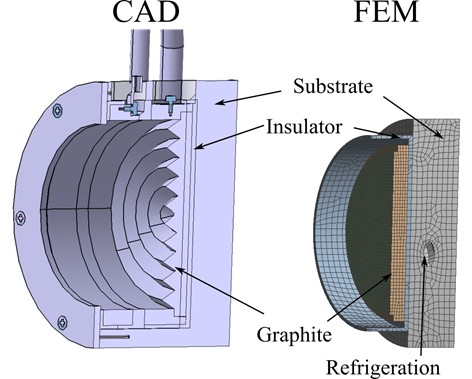 CAD
FEM
Substrate
Insulator
Graphite
Refrigeration